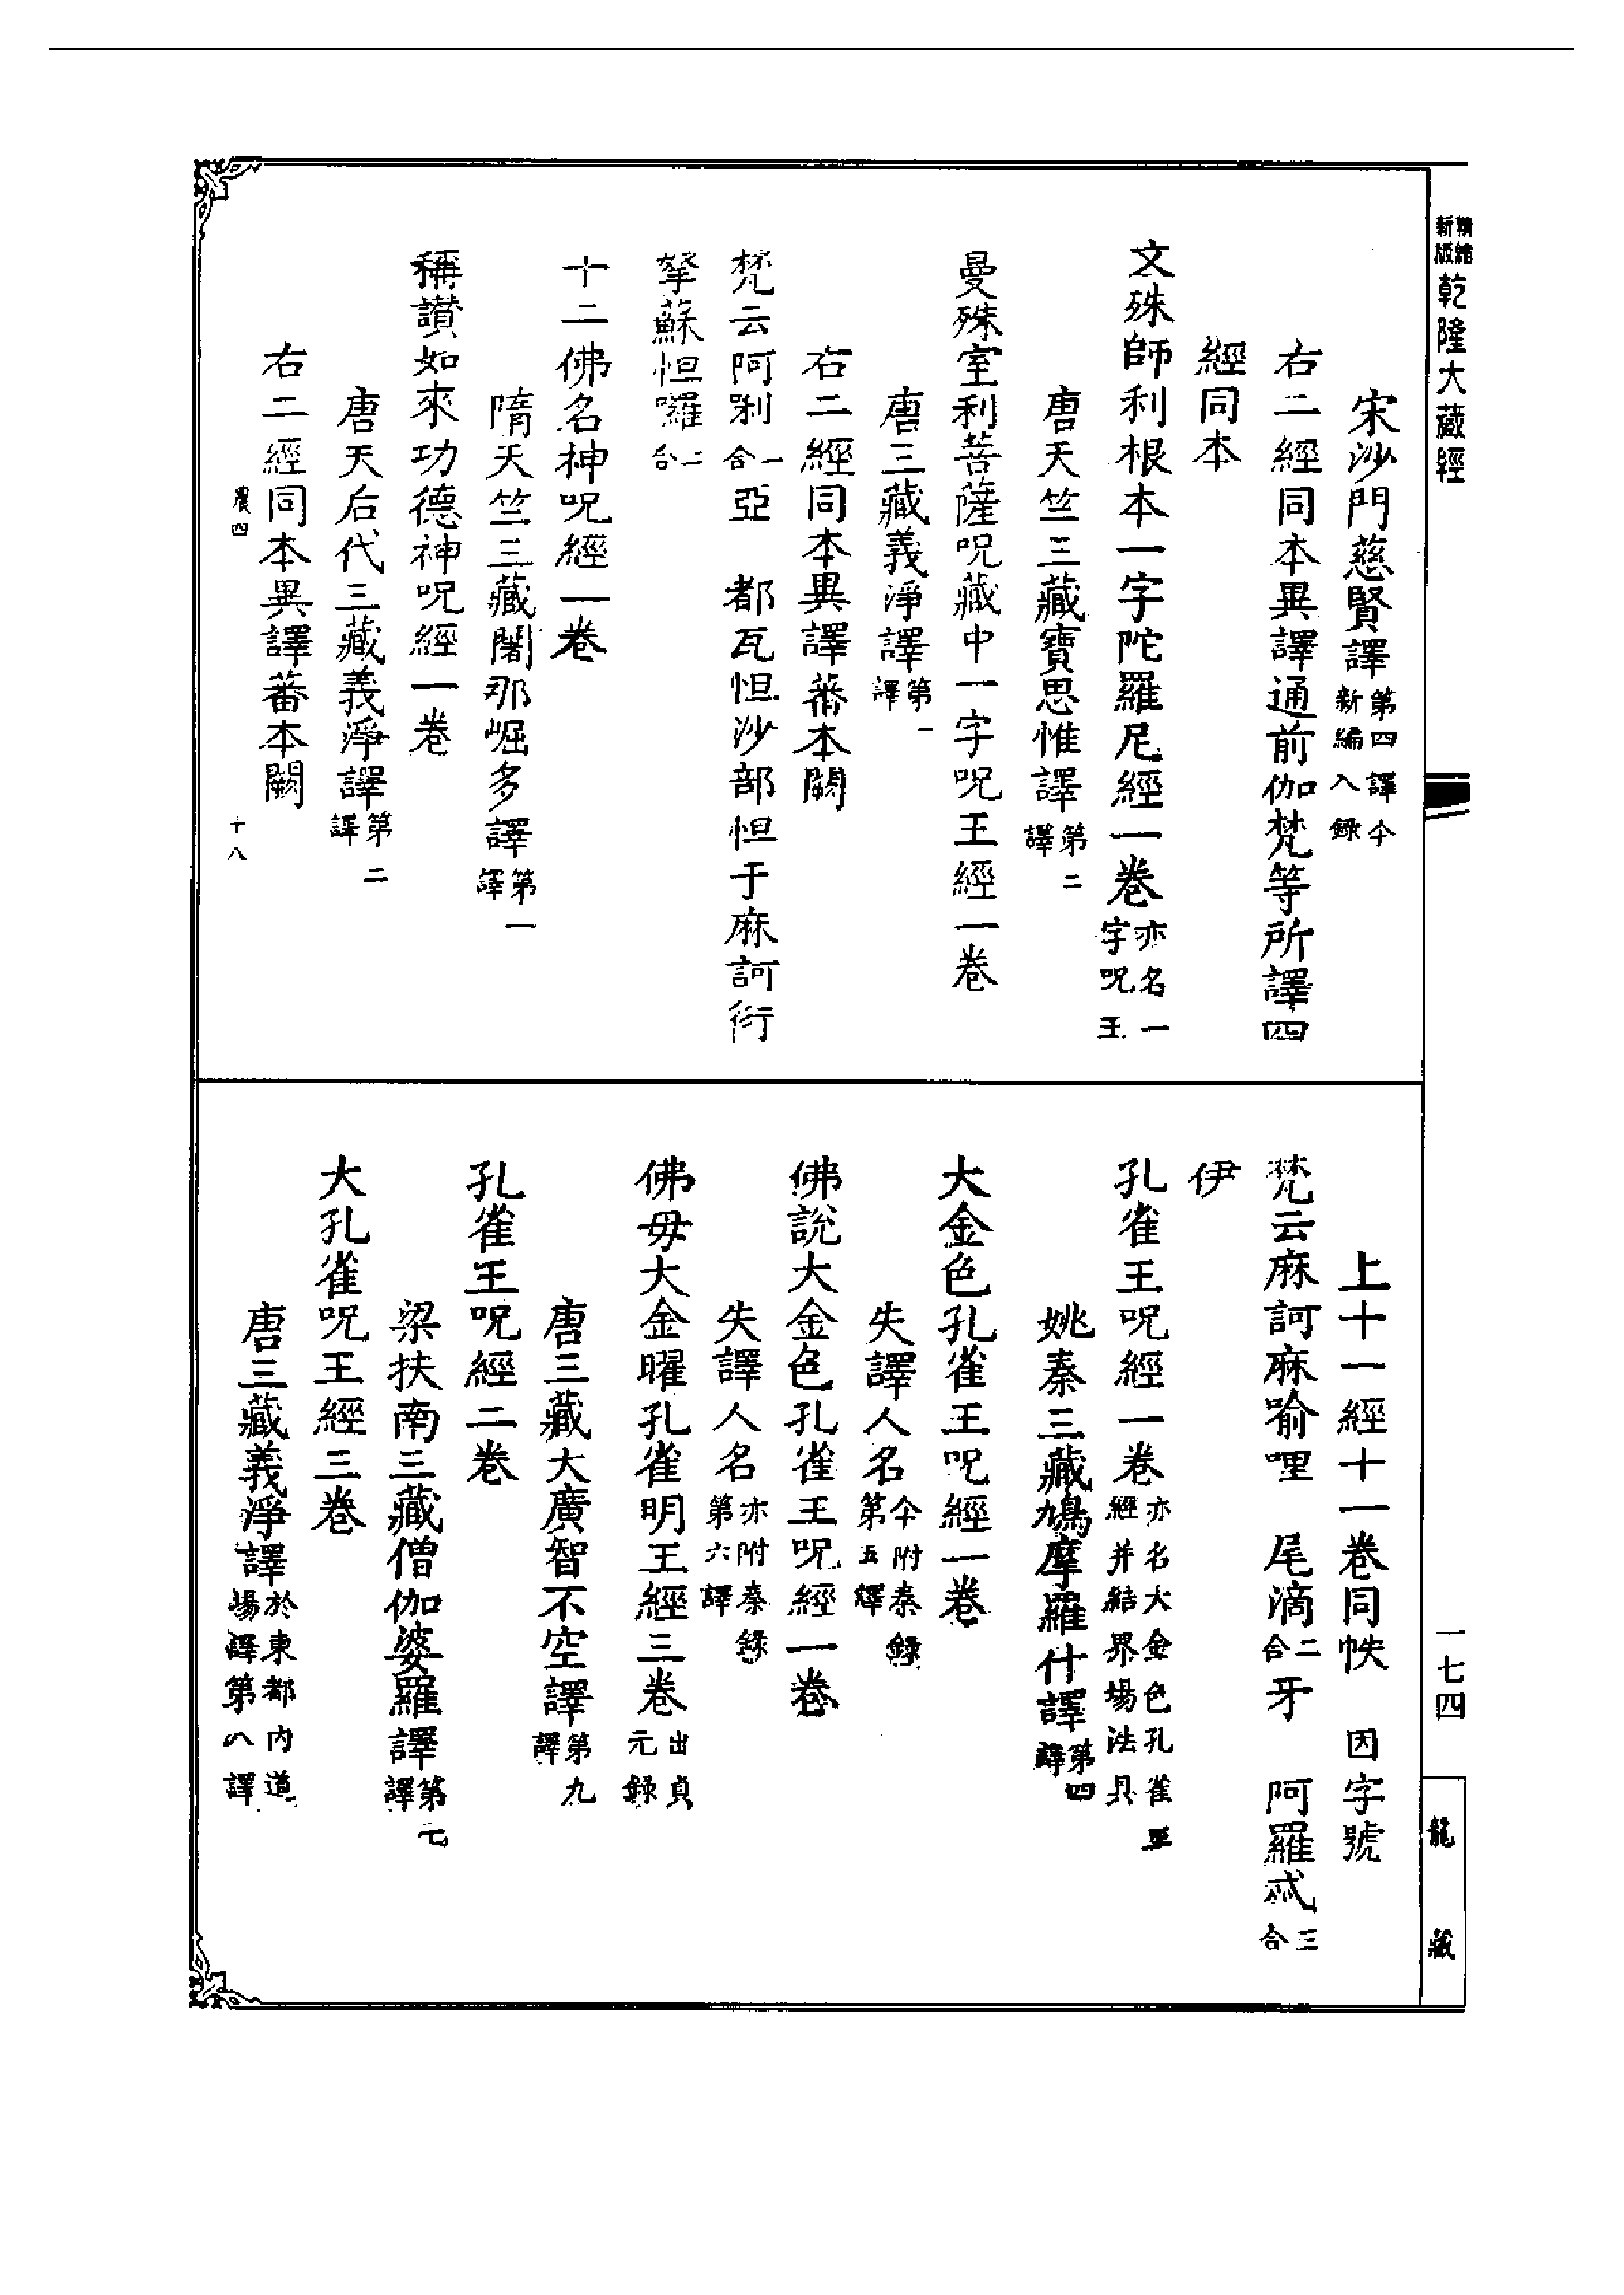 精縮新版乾隆大藏經
宋沙門慈賢譯第四譯今新編入錄
右二經同本異譯通前伽梵等所譯四
經同本
文殊師利根本一字陀羅尼經一卷亦名一字呪王
唐天竺三藏寶思惟譯第二譯
曼殊室利菩薩呪藏中一字呪王經一卷
唐三藏義淨譯第一譯
右二經同本異譯蕃本闕
梵云阿唎一合亞　都瓦怛沙部怛于麻訶衍
拏蘇怛囉二合
十二佛名神呪經一卷
隋天竺三藏闍那崛多譯第一譯
稱讃如來功德神呪經一卷
唐天后代三藏義淨譯第二譯
右二經同本異譯蕃本闕
農四　十八
上十一經十一卷同帙　因字號
梵云麻訶麻喻哩　尾滴二合牙　阿羅忒三合
伊
孔雀王呪經一卷亦名大金色孔雀王經并結界場法具
姚秦三藏鳩摩羅什譯第四譯
大金色孔雀王呪經一卷
失譯人名今附秦錄第五譯
佛說大金色孔雀王呪經一卷
失譯人名亦附秦錄第六譯
佛毋大金曜孔雀明王經三卷出貞元錄
唐三藏大廣智不空譯第九譯
孔雀王呪經二卷
梁扶南三藏僧伽婆羅譯第七譯
大孔雀呪王經三卷
唐三藏義淨譯於東都內道場譯第八譯
一七四
龍藏